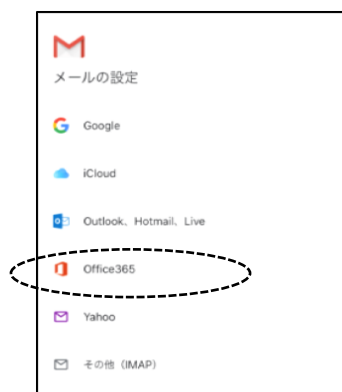 メールの設定
Google
iCloud
Outlook、Hotmail、Live
Office365
Yahoo
その他（IMAP）